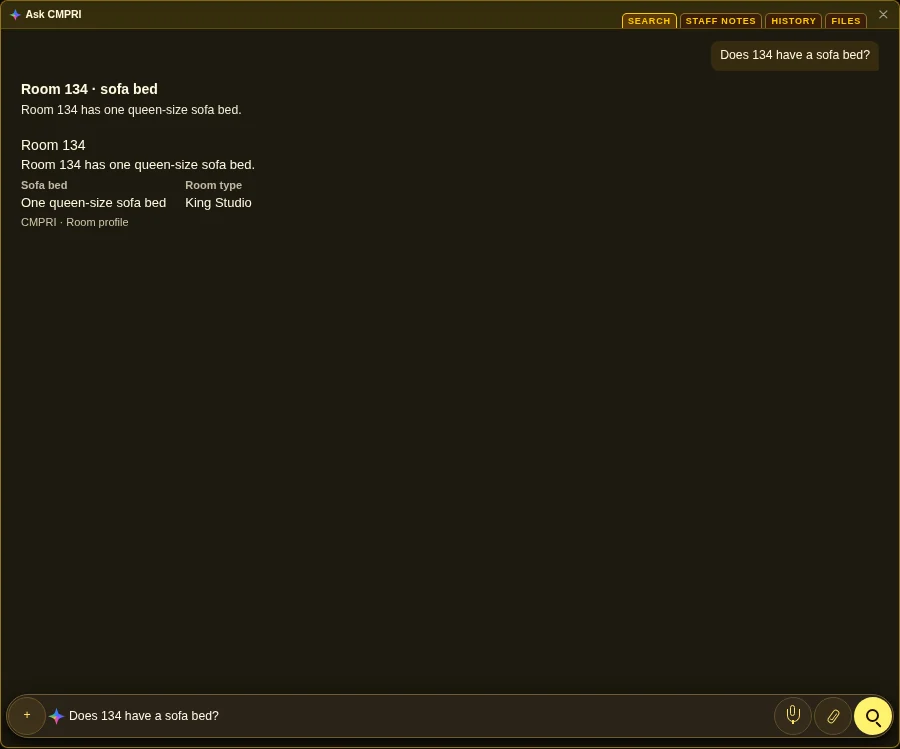 Ask CMPRI
SEARCH STAFF NOTES HISTORY FILES
Does 134 have a sofa bed?
Room 134 · sofa bed
Room 134 has one queen-size sofa bed.
Room 134
Room 134 has one queen-size sofa bed.
Sofa bed Room type
One queen-size sofa bed King Studio
CMPRI · Room profile
+ Does 134 have a sofa bed?